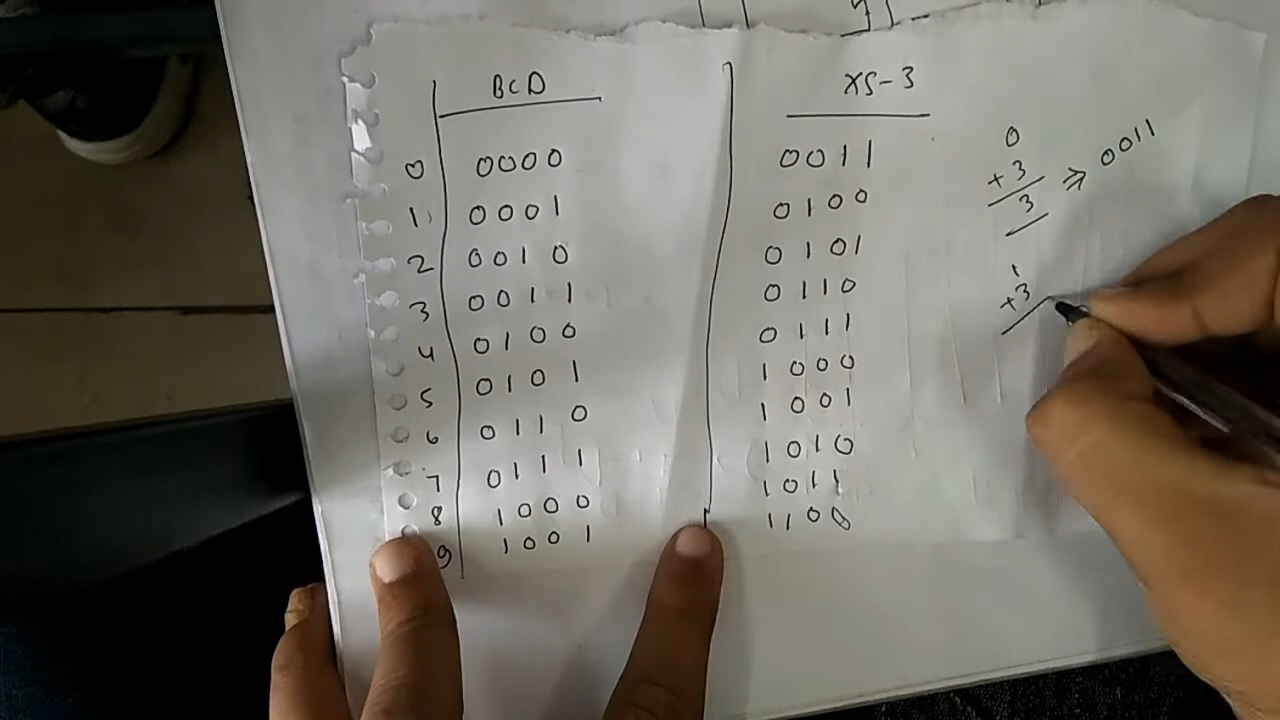 BCD XS-3
0 0000 0011
1) 0001 0100
2 0010 0101
3 0011 0110
4 0100 0111
5 0101 1000
6 0110 1001
7 0111 1010
8 1000 1011
9 1001 1100
0
+3
3 ⇒ 0011
1
+3